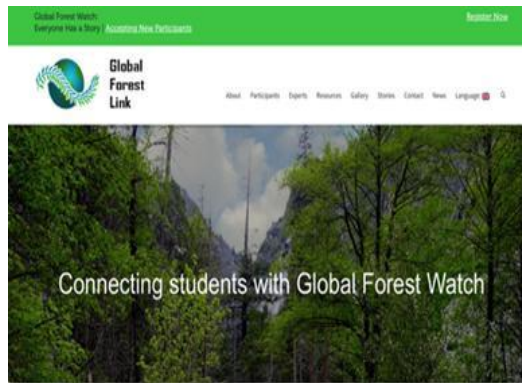 Global Forest Watch:
Everyone Has a Story | Accepting New Participants
Register Now
Global
Forest
Link
About Participants Experts Resources Gallery Stories Contact News Language:
Connecting students with Global Forest Watch